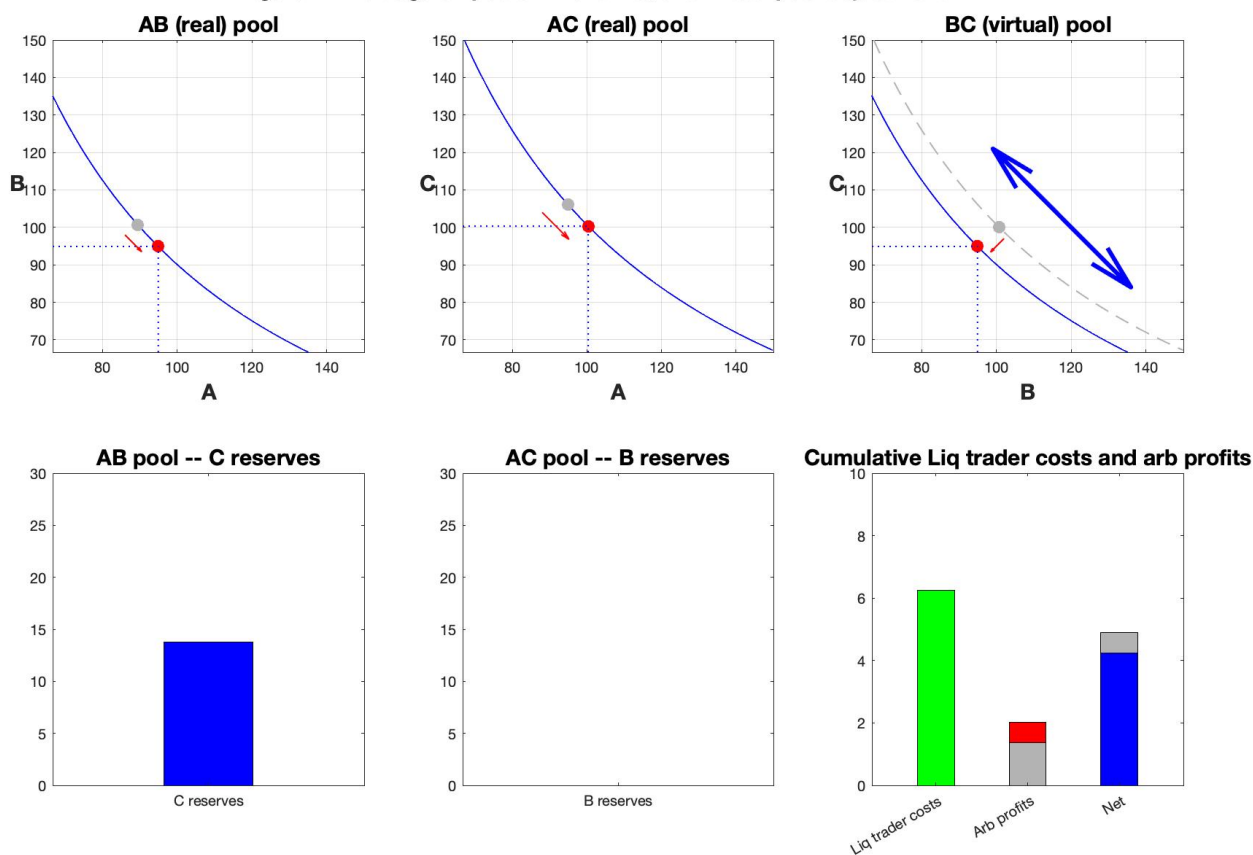 AB (real) pool
150
140
130
120
B
110
100
90
80
70
80 100 120 140
A
AC (real) pool
150
140
130
120
C
110
100
90
80
70
80 100 120 140
A
BC (virtual) pool
150
140
130
120
C
110
100
90
80
70
80 100 120 140
B
AB pool -- C reserves
30
25
20
15
10
5
0
C reserves
AC pool -- B reserves
30
25
20
15
10
5
0
B reserves
Cumulative Liq trader costs and arb profits
10
8
6
4
2
0
Liq trader costs
Arb profits
Net